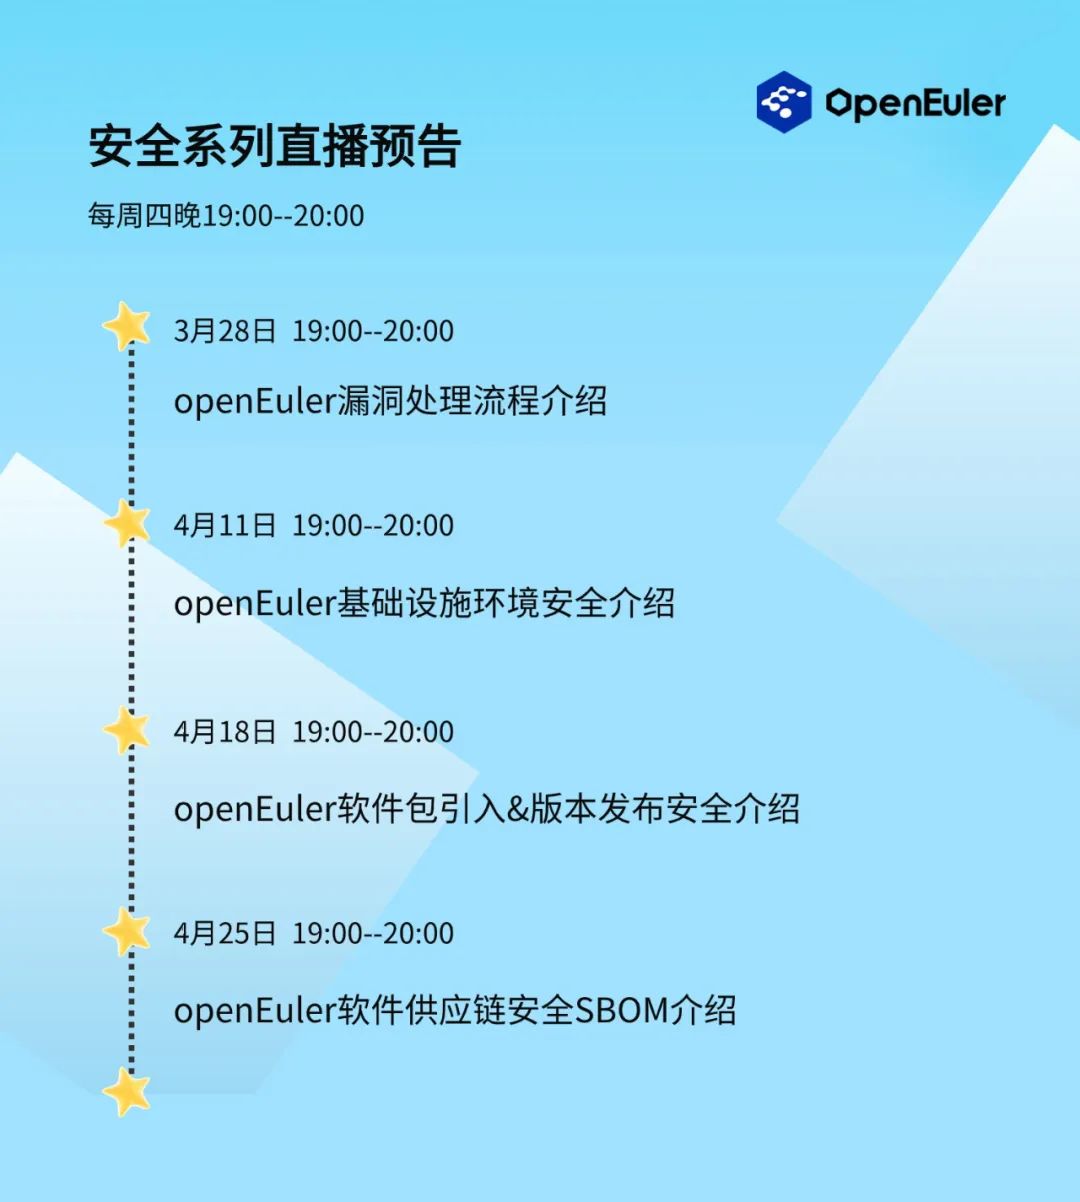 OpenEuler
安全系列直播预告
每周四晚19:00--20:00
3月28日 19:00--20:00
openEuler漏洞处理流程介绍
4月11日 19:00--20:00
openEuler基础设施环境安全介绍
4月18日 19:00--20:00
openEuler软件包引入&版本发布安全介绍
4月25日 19:00--20:00
openEuler软件供应链安全SBOM介绍